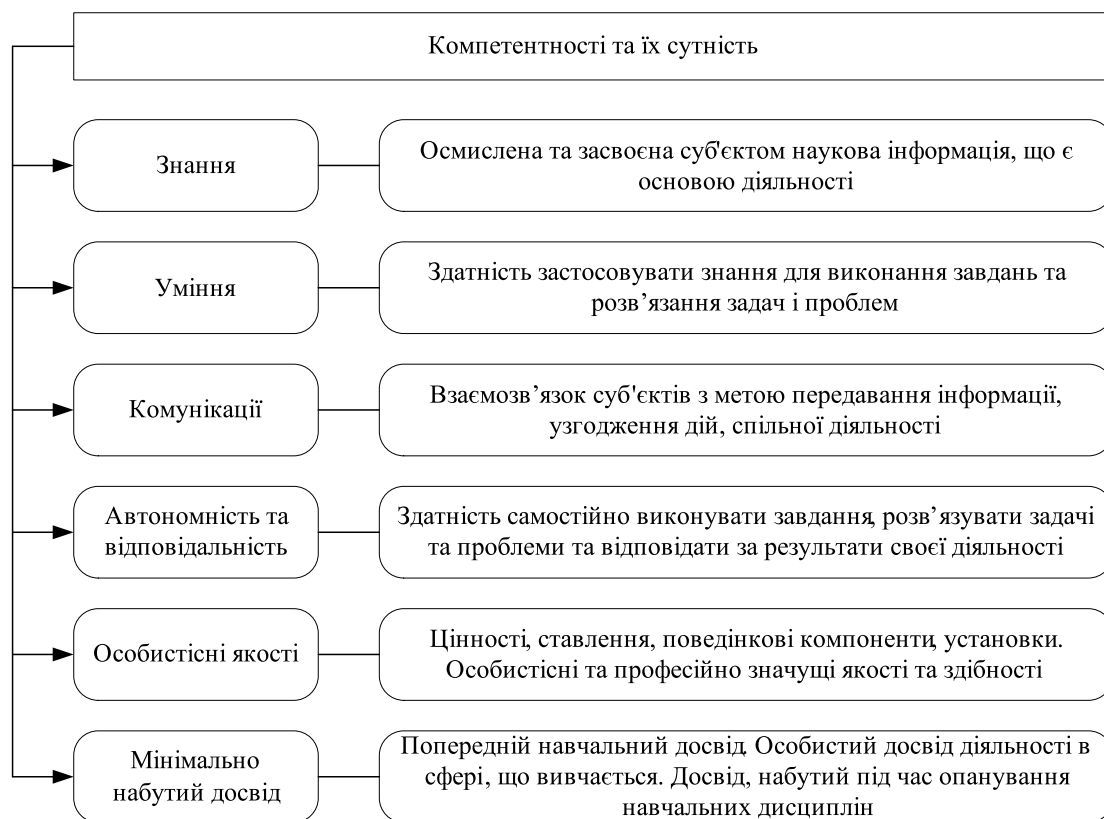 Компетентності та їх сутність
Знання
Осмислена та засвоєна суб'єктом наукова інформація, що є
основою діяльності
Уміння
Здатність застосовувати знання для виконання завдань та
розв’язання задач і проблем
Комунікації
Взаємозв’язок суб'єктів з метою передавання інформації,
узгодження дій, спільної діяльності
Автономність та
відповідальність
Здатність самостійно виконувати завдання, розв’язувати задачі
та проблеми та відповідати за результати своєї діяльності
Особистісні якості
Цінності, ставлення, поведінкові компоненти, установки.
Особистісні та професійно значущі якості та здібності
Мінімально
набутий досвід
Попередній навчальний досвід. Особистий досвід діяльності в
сфері, що вивчається. Досвід, набутий під час опанування
навчальних дисциплін